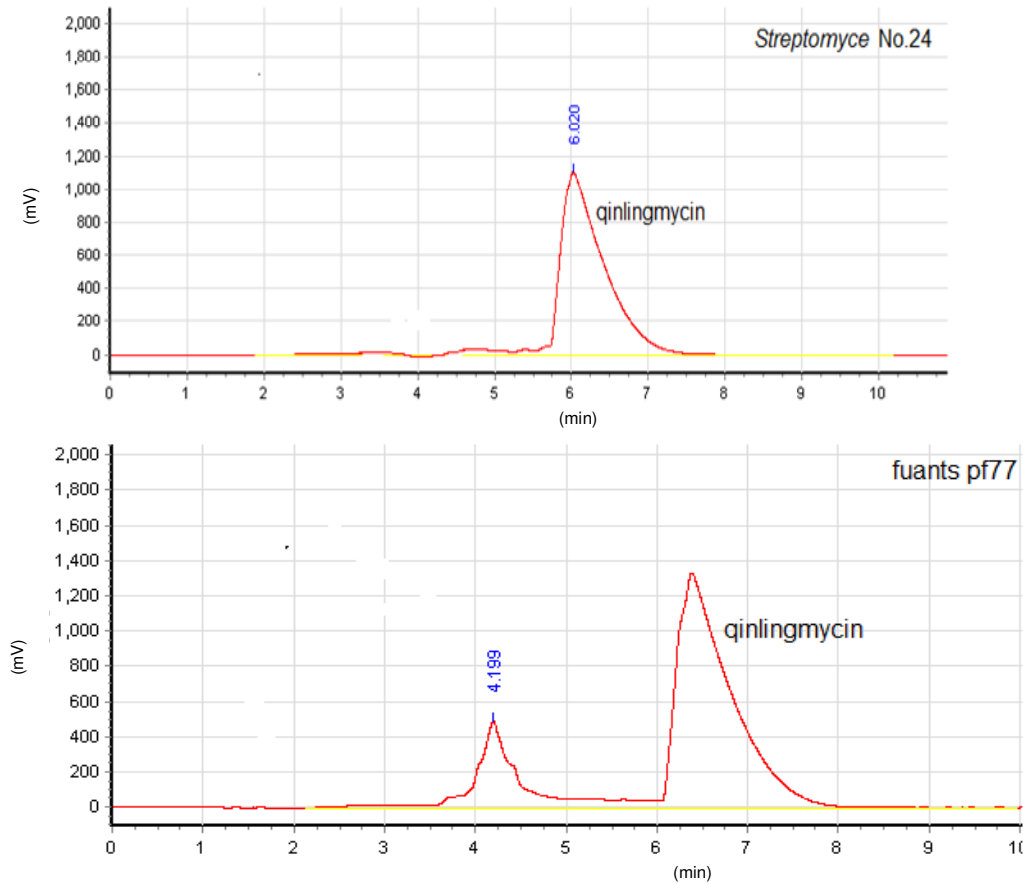 2,000
Streptomyce No.24
1,800
1,600
1,400
6.020
1,200
1,000
qinlingmycin
(mV)
800
600
400
200
0
0 1 2 3 4 5 6 7 8 9 10
(min)
2,000
fuants pf77
1,800
1,600
1,400
1,200
1,000
qinlingmycin
(mV)
800
4.199
600
400
200
0
0 1 2 3 4 5 6 7 8 9 10
(min)